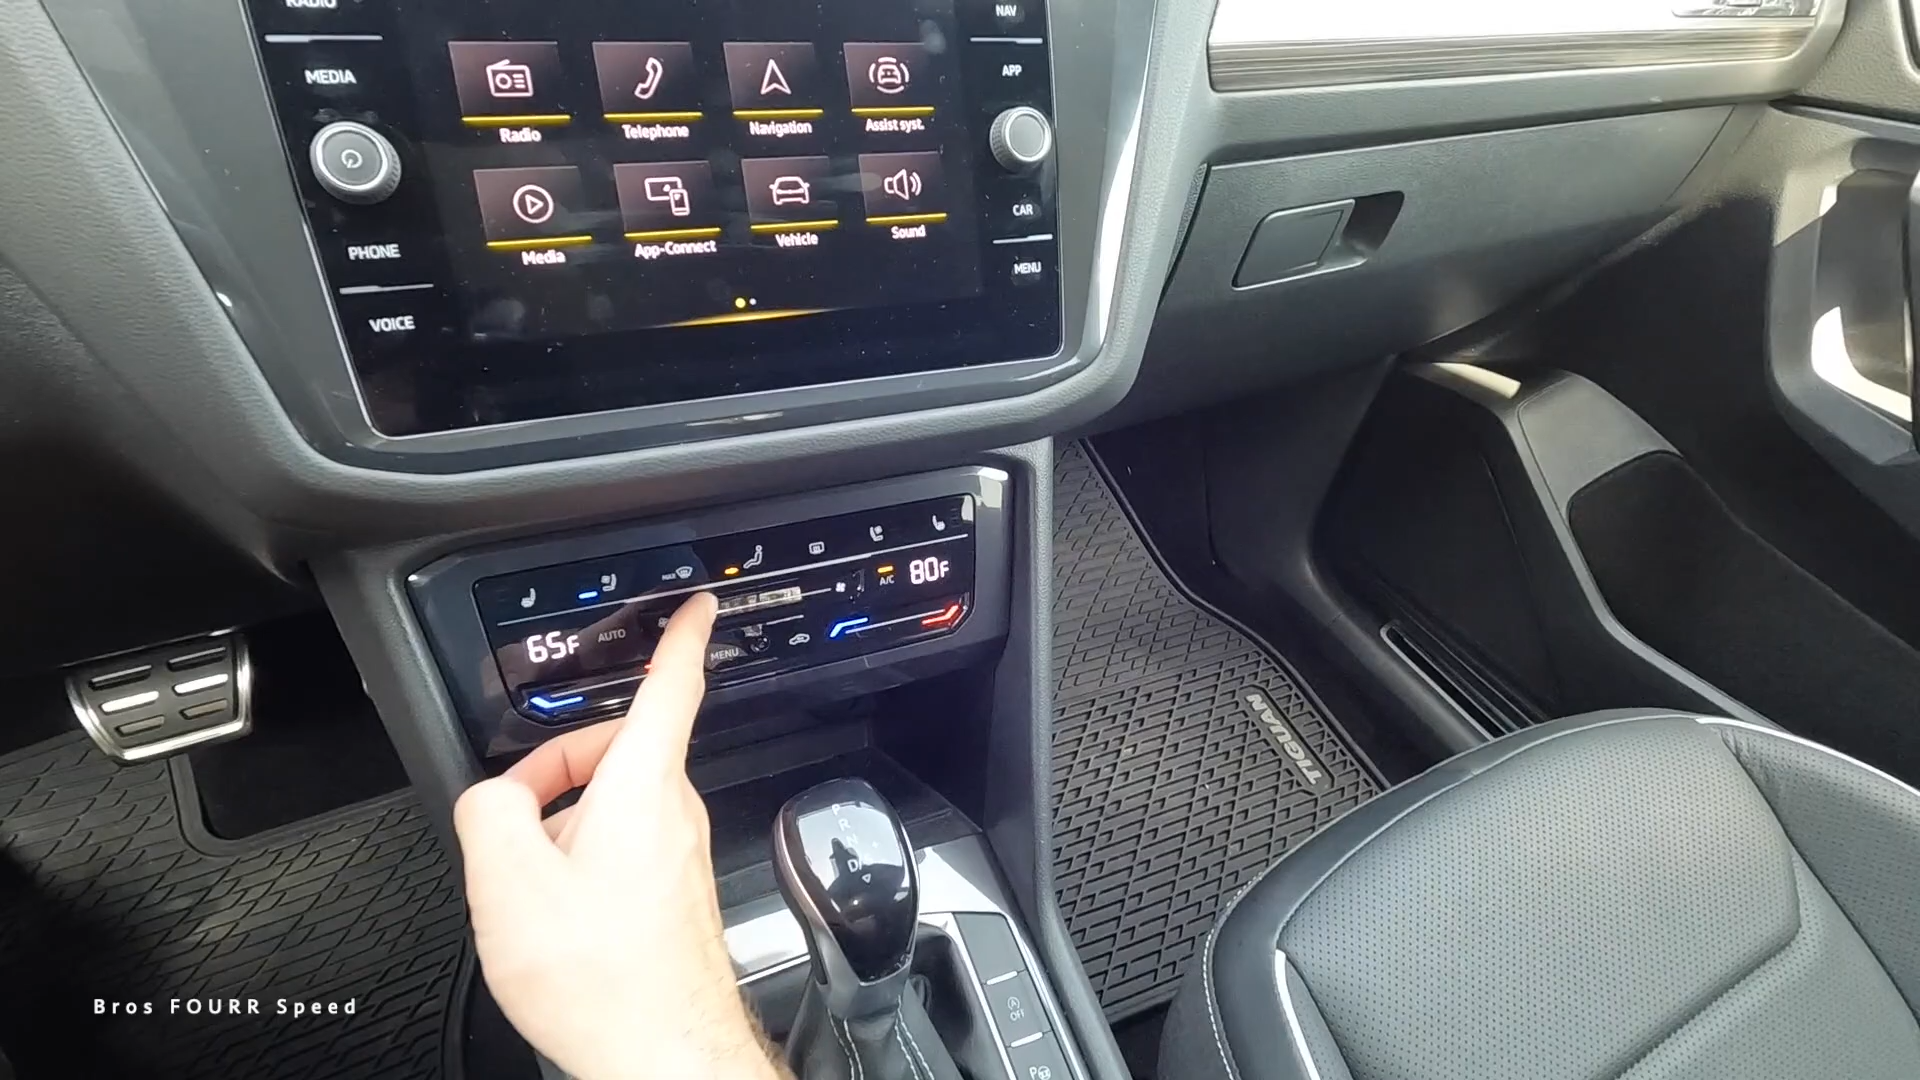 RADIO
MEDIA
PHONE
VOICE
Radio
Telephone
Navigation
Assist syst.
Media
App-Connect
Vehicle
Sound
NAV
APP
CAR
MENU
MAX
65F
AUTO
MENU
A/C
80F
P
R
N
D/S
+
TIGUAN
A
OFF
P
Bros FOURR Speed